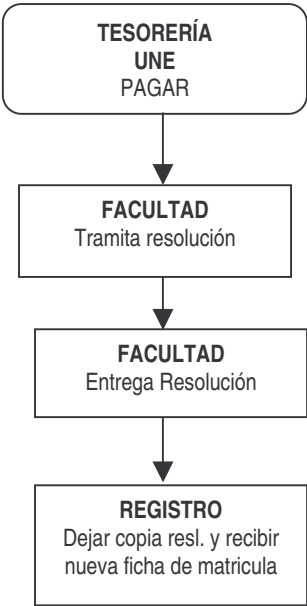 TESORERÍA
UNE
PAGAR
FACULTAD
Tramita resolución
FACULTAD
Entrega Resolución
REGISTRO
Dejar copia resl. y recibir
nueva ficha de matricula